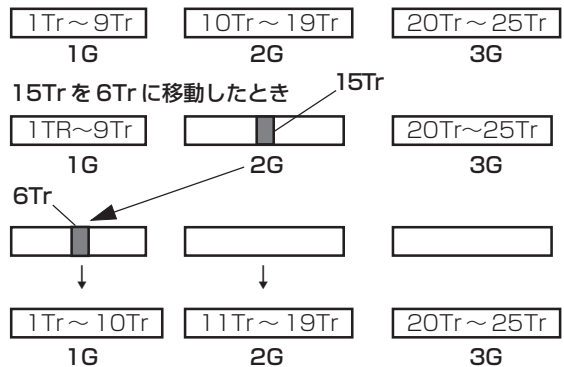 1Tr～9Tr 10Tr～19Tr 20Tr～25Tr
1G 2G 3G
15Trを6Trに移動したとき 15Tr
1TR～9Tr 20Tr～25Tr
1G 2G 3G
6Tr
1Tr～10Tr 11Tr～19Tr 20Tr～25Tr
1G 2G 3G